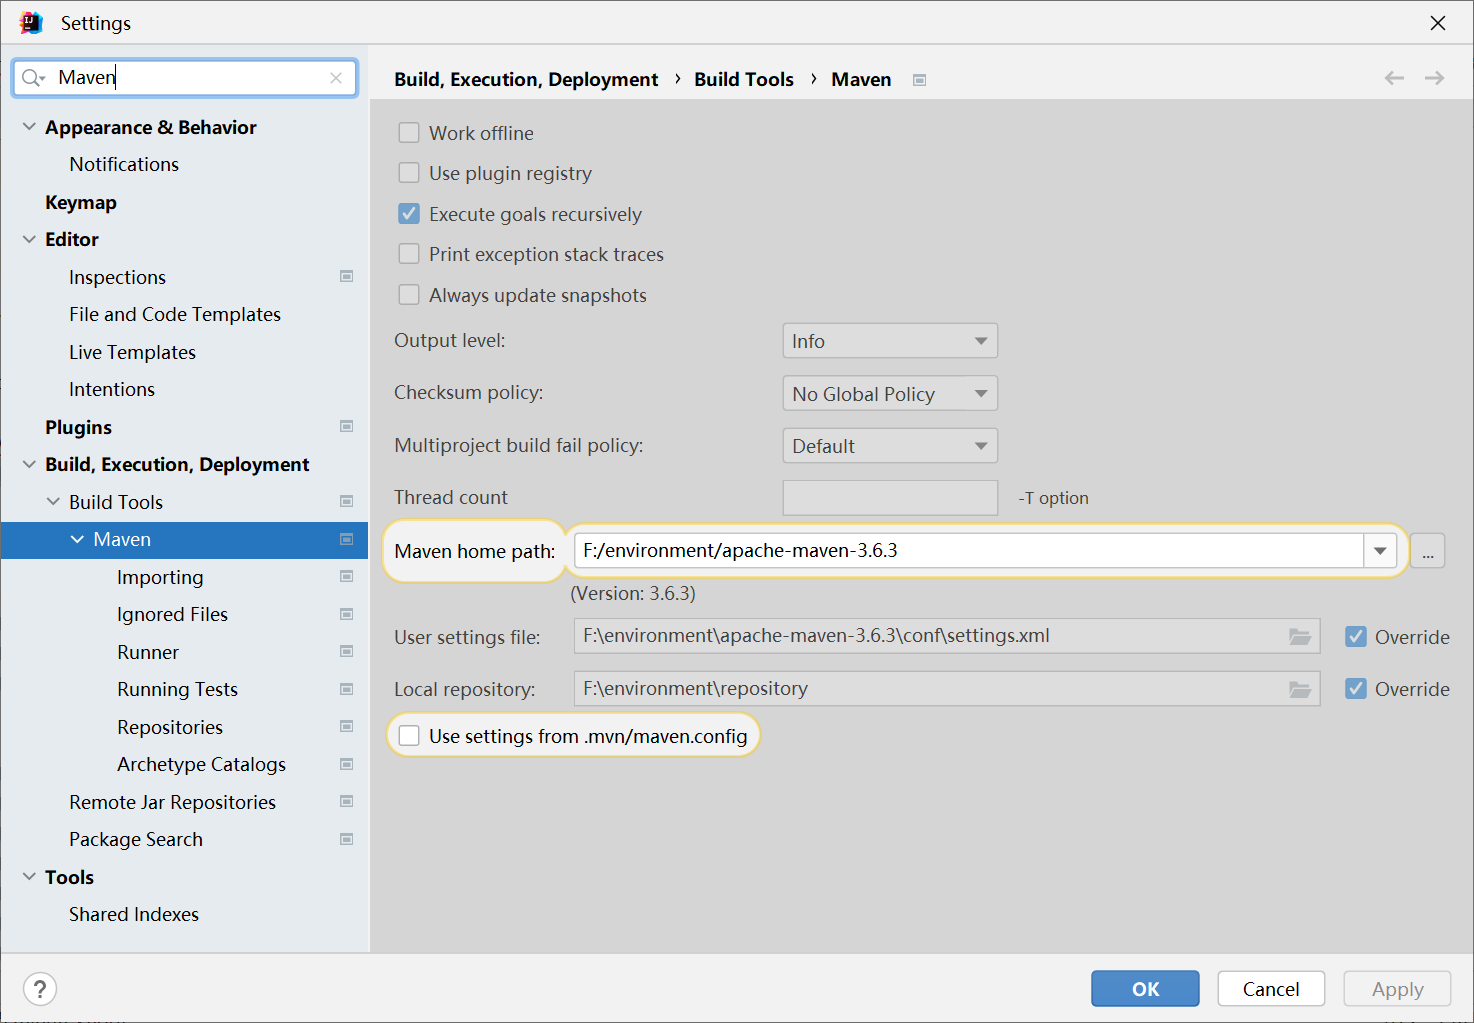 Settings
Maven
Appearance & Behavior
Notifications
Keymap
Editor
Inspections
File and Code Templates
Live Templates
Intentions
Plugins
Build, Execution, Deployment
Build Tools
Maven
Importing
Ignored Files
Runner
Running Tests
Repositories
Archetype Catalogs
Remote Jar Repositories
Package Search
Tools
Shared Indexes
Build, Execution, Deployment › Build Tools › Maven
Work offline
Use plugin registry
Execute goals recursively
Print exception stack traces
Always update snapshots
Output level: Info
Checksum policy: No Global Policy
Multiproject build fail policy: Default
Thread count -T option
Maven home path: F:/environment/apache-maven-3.6.3 ...
(Version: 3.6.3)
User settings file: F:\environment\apache-maven-3.6.3\conf\settings.xml Override
Local repository: F:\environment\repository Override
Use settings from .mvn/maven.config
? OK Cancel Apply